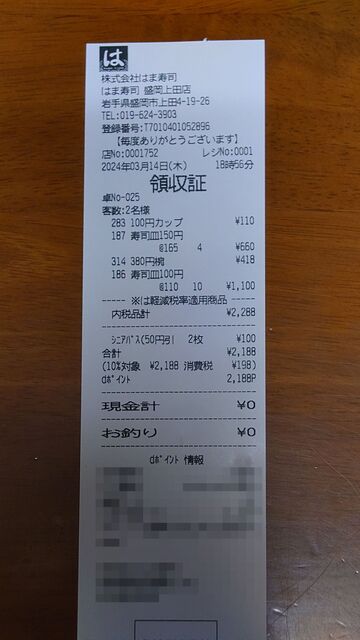 は
株式会社はま寿司
はま寿司 盛岡上田店
岩手県盛岡市上田4-19-26
TEL:019-624-3903
登録番号:T7010401052896
【毎度ありがとうございます】
店No:0001752 レシNo:0001
2024年03月14日(木) 18時56分
領収証
卓No-025
客数:2名様
283 100円カップ ¥110
187 寿司皿150円
@165 4 ¥660
314 380円椀 ¥418
186 寿司皿100円
@110 10 ¥1,100
----- ※は軽減税率適用商品 -----
内税品計 ¥2,288
シニアパス(50円引 2枚 ¥100
合計 ¥2,188
(10%対象 ¥2,188 消費税 ¥198)
dポイント 2,188P
現金計 ¥0
お釣り ¥0
dポイント 情報